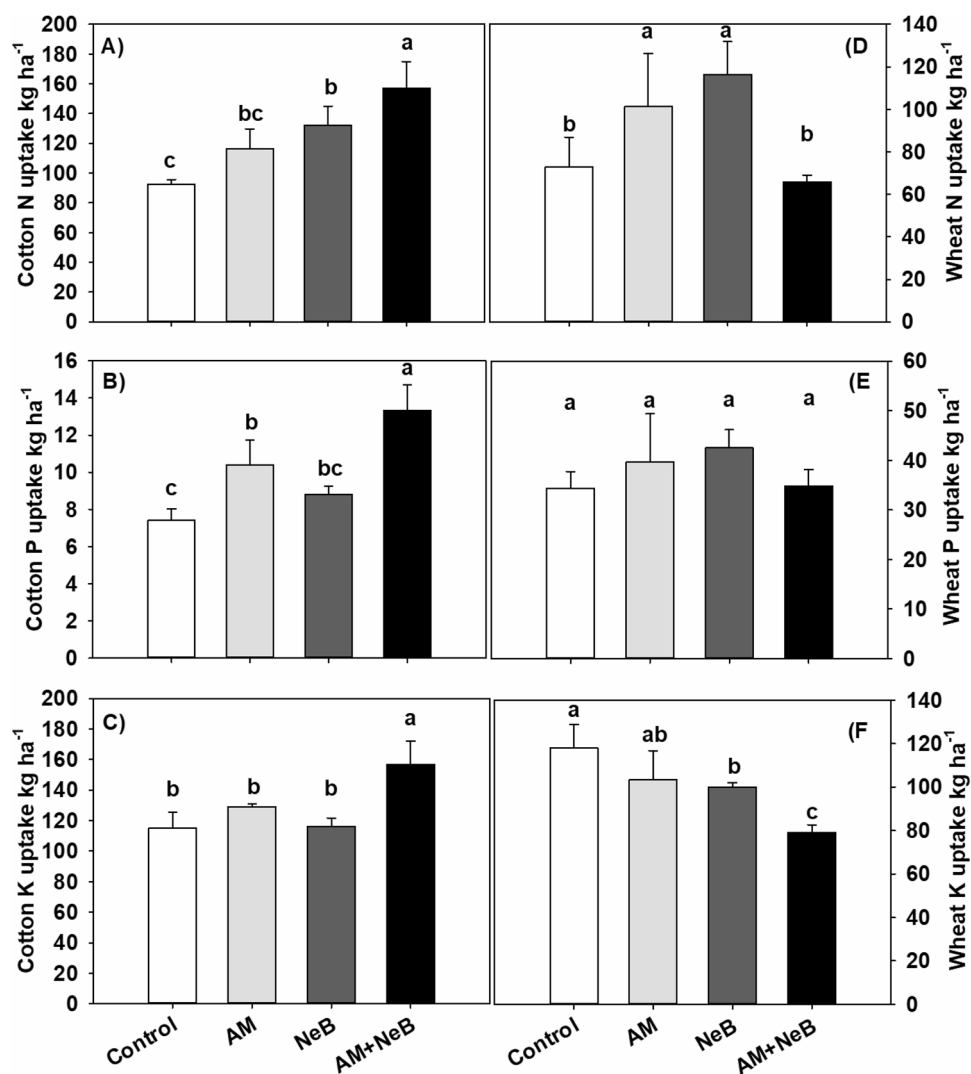 A)
Cotton N uptake kg ha⁻¹
200
180
160
140
120
100
80
60
40
20
0
c
bc
b
a
(D
Wheat N uptake kg ha⁻¹
140
120
100
80
60
40
20
0
b
a
a
b
B)
Cotton P uptake kg ha⁻¹
16
14
12
10
8
6
4
2
0
c
b
bc
a
(E
Wheat P uptake kg ha⁻¹
60
50
40
30
20
10
0
a
a
a
a
C)
Cotton K uptake kg ha⁻¹
200
180
160
140
120
100
80
60
40
20
0
b
b
b
a
(F
Wheat K uptake kg ha⁻¹
140
120
100
80
60
40
20
0
a
ab
b
c
Control
AM
NeB
AM+NeB
Control
AM
NeB
AM+NeB